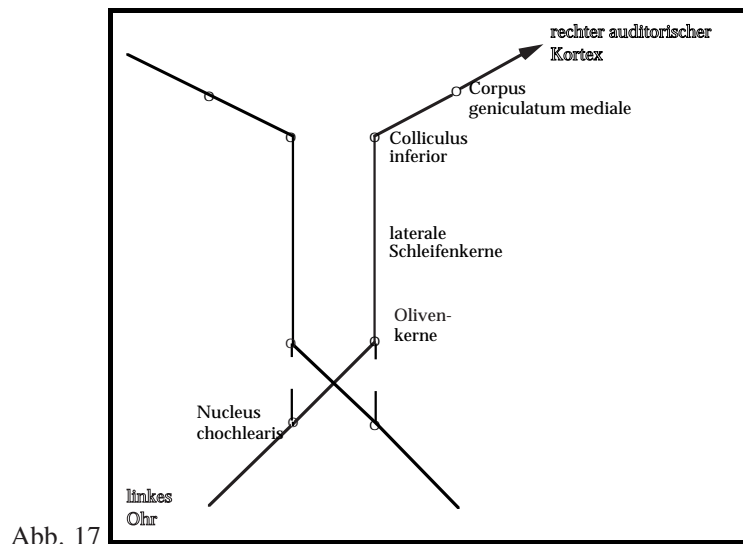 rechter auditorischer
Kortex
Corpus
geniculatum mediale
Colliculus
inferior
laterale
Schleifenkerne
Oliven-
kerne
Nucleus
chochlearis
linkes
Ohr
Abb. 17